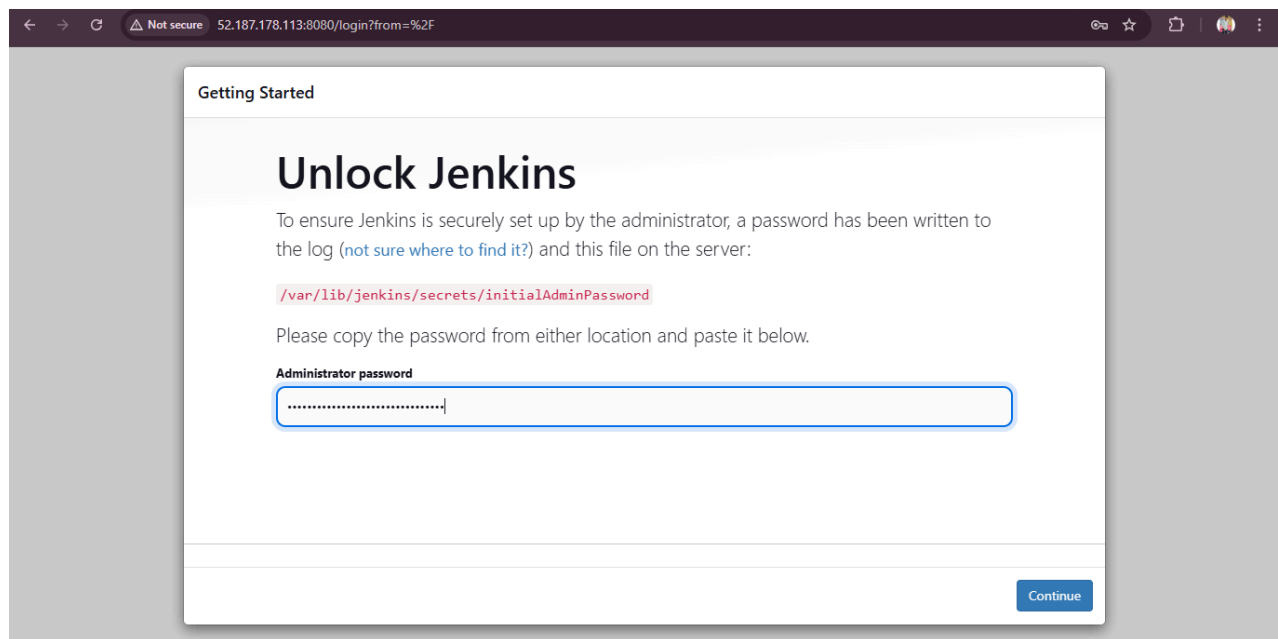 Not secure 52.187.178.113:8080/login?from=%2F
Getting Started
Unlock Jenkins
To ensure Jenkins is securely set up by the administrator, a password has been written to
the log (not sure where to find it?) and this file on the server:
/var/lib/jenkins/secrets/initialAdminPassword
Please copy the password from either location and paste it below.
Administrator password
Continue